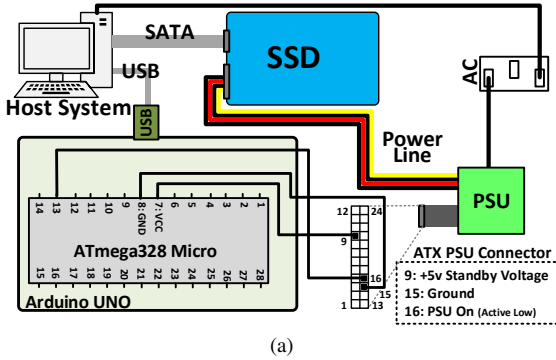 SATA
SSD
USB
Host System
AC
USB
Power
Line
PSU
14 13 12 11 10 9 8:GND 7:VCC 6 5 4 3 2 1
ATmega328 Micro
15 16 17 18 19 20 21 22 23 24 25 26 27 28
Arduino UNO
12 24
9
16
15
1 13
ATX PSU Connector
9: +5v Standby Voltage
15: Ground
16: PSU On (Active Low)
(a)